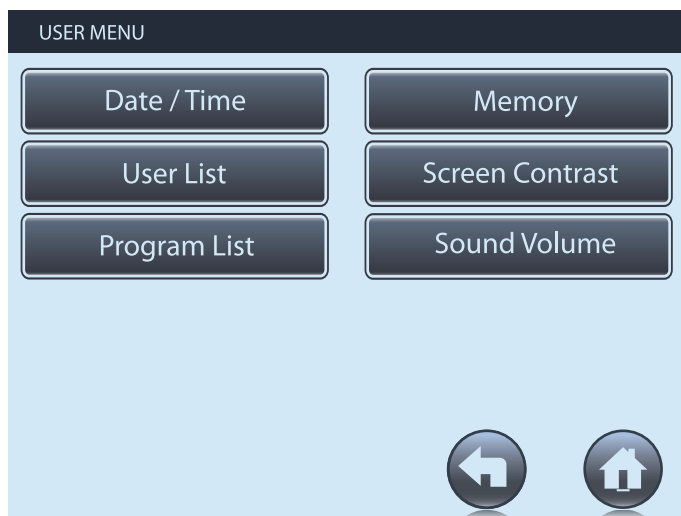 USER MENU
Date / Time
Memory
User List
Screen Contrast
Program List
Sound Volume